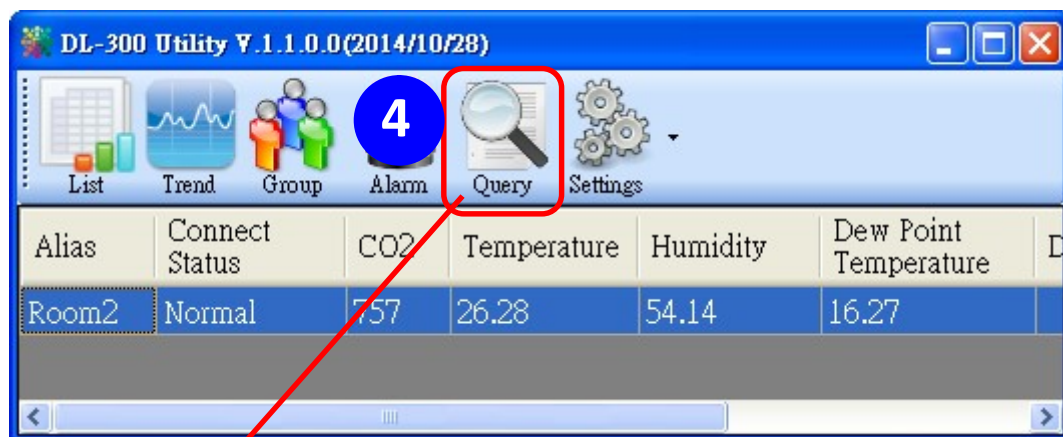 DL-300 Utility V.1.1.0.0(2014/10/28)
4
List Trend Group Alarm Query Settings
Alias Connect Status CO2 Temperature Humidity Dew Point Temperature D
Room2 Normal 757 26.28 54.14 16.27